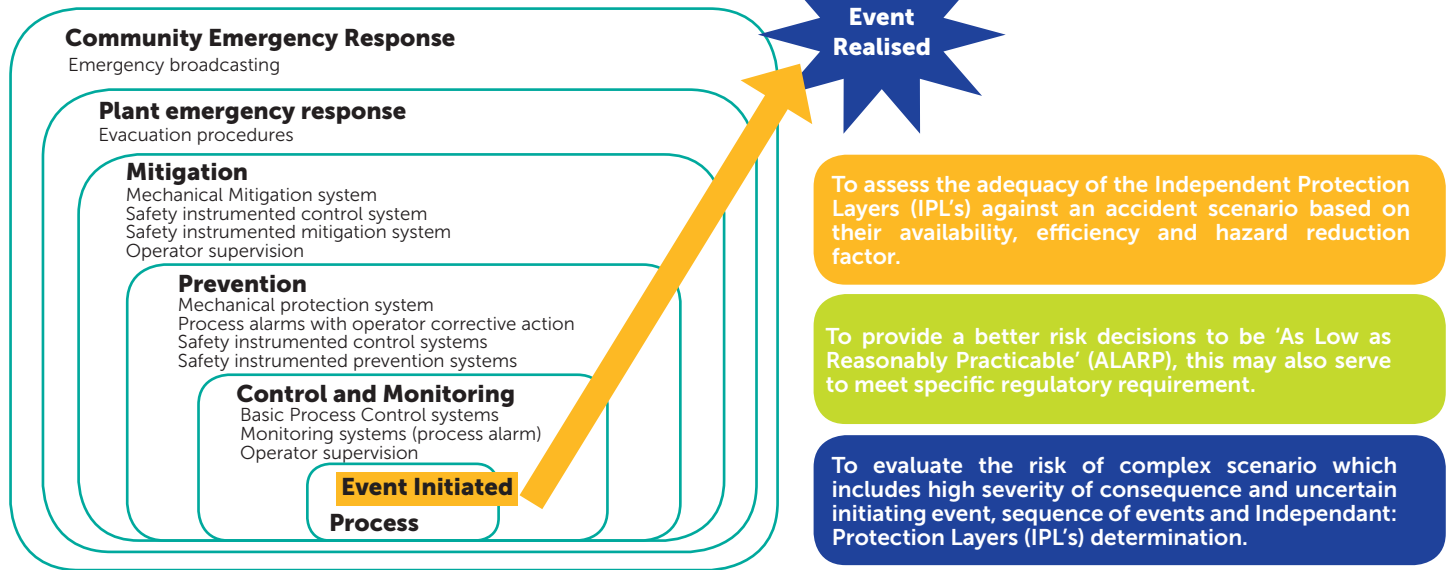 Community Emergency Response
Emergency broadcasting
Plant emergency response
Evacuation procedures
Mitigation
Mechanical Mitigation system
Safety instrumented control system
Safety instrumented mitigation system
Operator supervision
Prevention
Mechanical protection system
Process alarms with operator corrective action
Safety instrumented control systems
Safety instrumented prevention systems
Control and Monitoring
Basic Process Control systems
Monitoring systems (process alarm)
Operator supervision
Event Initiated
Process
Event
Realised
To assess the adequacy of the Independent Protection
Layers (IPL's) against an accident scenario based on
their availability, efficiency and hazard reduction
factor.
To provide a better risk decisions to be ‘As Low as
Reasonably Practicable’ (ALARP), this may also serve
to meet specific regulatory requirement.
To evaluate the risk of complex scenario which
includes high severity of consequence and uncertain
initiating event, sequence of events and Independant:
Protection Layers (IPL's) determination.